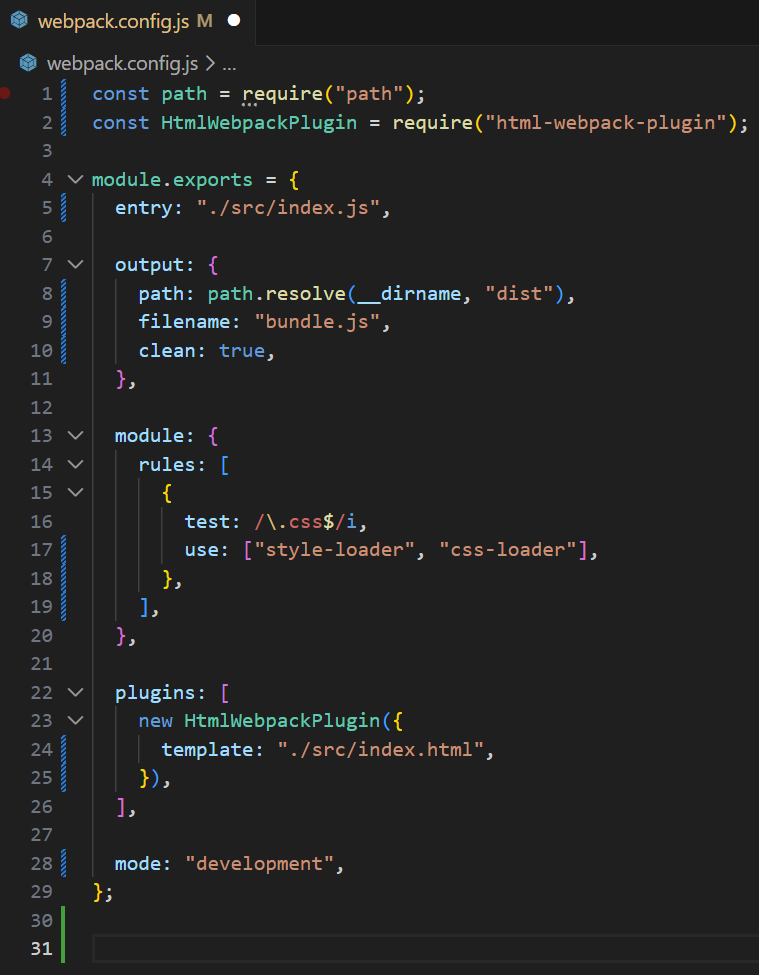 webpack.config.js M
webpack.config.js > ...
1 const path = require("path");
2 const HtmlWebpackPlugin = require("html-webpack-plugin");
3
4 module.exports = {
5   entry: "./src/index.js",
6
7   output: {
8     path: path.resolve(__dirname, "dist"),
9     filename: "bundle.js",
10     clean: true,
11   },
12
13   module: {
14     rules: [
15       {
16         test: /\.css$/i,
17         use: ["style-loader", "css-loader"],
18       },
19     ],
20   },
21
22   plugins: [
23     new HtmlWebpackPlugin({
24       template: "./src/index.html",
25     }),
26   ],
27
28   mode: "development",
29 };
30
31